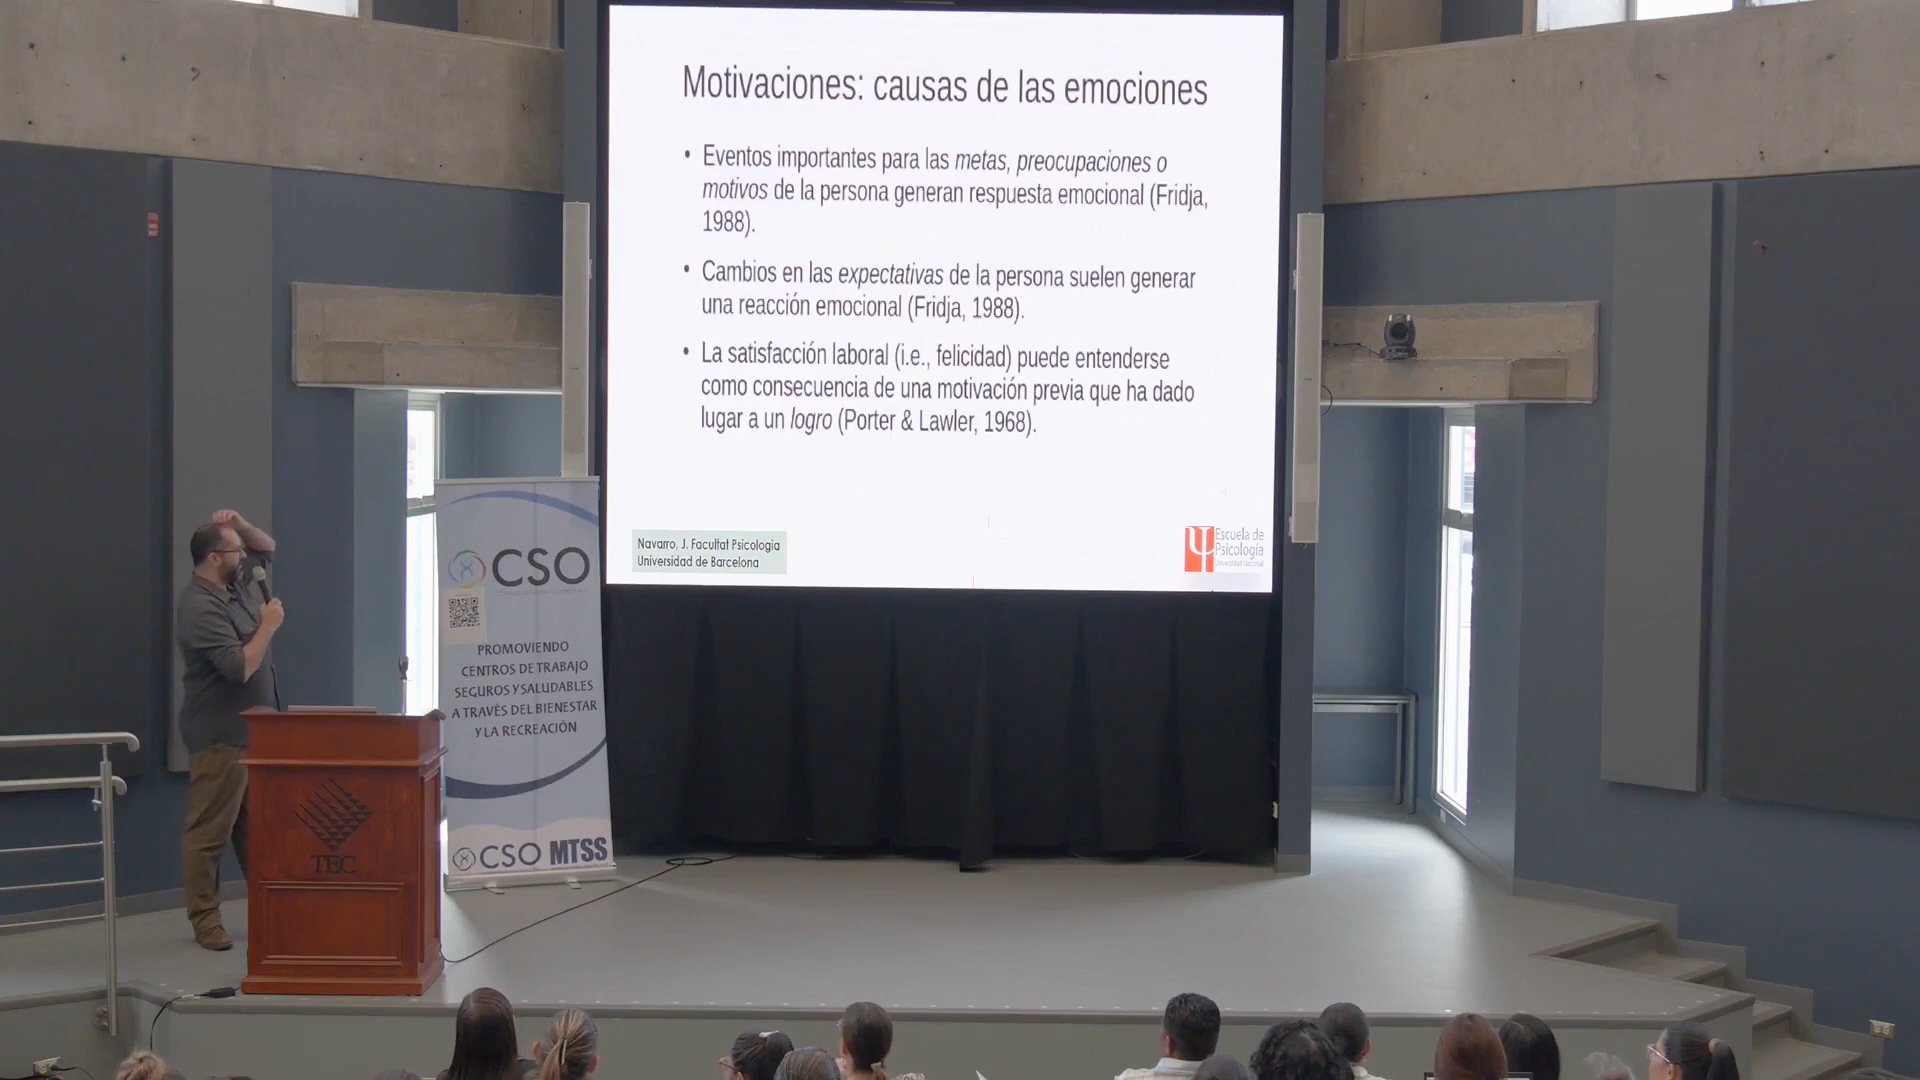 Motivaciones: causas de las emociones
• Eventos importantes para las metas, preocupaciones o
motivos de la persona generan respuesta emocional (Fridja,
1988).
• Cambios en las expectativas de la persona suelen generar
una reacción emocional (Fridja, 1988).
• La satisfacción laboral (i.e., felicidad) puede entenderse
como consecuencia de una motivación previa que ha dado
lugar a un logro (Porter & Lawler, 1968).
Navarro, J. Facultat Psicologia
Universidad de Barcelona
Escuela de
Psicología
Universidad Nacional
CSO
PROMOVIENDO
CENTROS DE TRABAJO
SEGUROS Y SALUDABLES
A TRAVÉS DEL BIENESTAR
Y LA RECREACIÓN
CSO MTSS
TEC